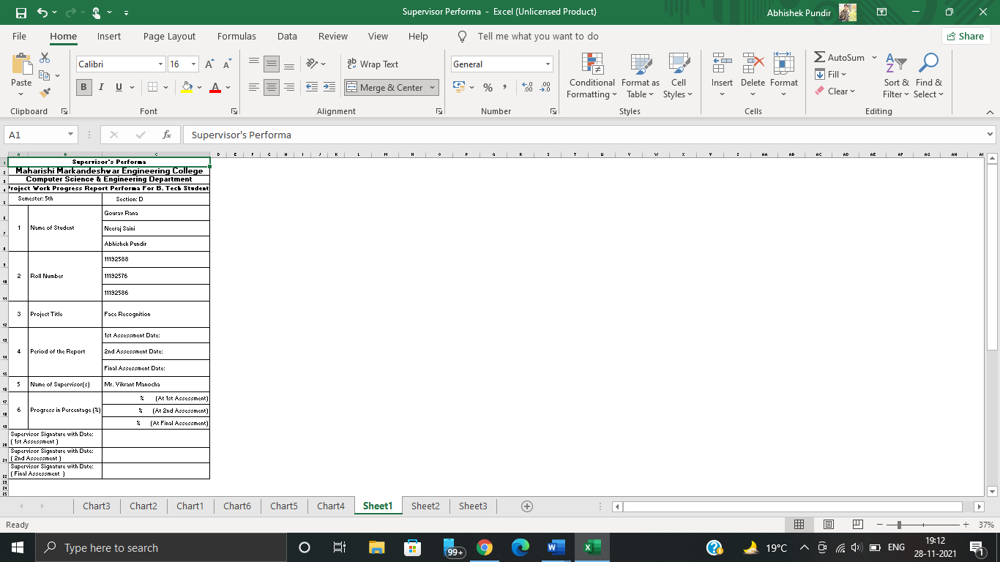 Supervisor Performa - Excel (Unlicensed Product)
Abhishek Pundir
File Home Insert Page Layout Formulas Data Review View Help Tell me what you want to do Share
Paste
Clipboard
Calibri 16
B I U
Font
Wrap Text
Merge & Center
Alignment
General
Number
Conditional Formatting
Format as Table
Cell Styles
Styles
Insert Delete Format
Cells
AutoSum
Fill
Clear
Sort & Filter
Find & Select
Editing
A1 fx Supervisor's Performa
Supervisor's Performa
Maharishi Markandeshwar Engineering College
Computer Science & Engineering Department
Project Work Progress Report Performa For B. Tech Student
Semester: 5th Section: D
1 Name of Student
Gourav Rana
Neeraj Saini
Abhishek Pundir
2 Roll Number
11192588
11192576
11192586
3 Project Title Face Recognition
4 Period of the Report
1st Assessment Date:
2nd Assessment Date:
Final Assessment Date:
5 Name of Supervisor(s) Mr. Vikrant Manocha
6 Progress in Percentage (%)
% (At 1st Assessment)
% (At 2nd Assessment)
% (At Final Assessment)
Supervisor Signature with Date:
( 1st Assessment )
Supervisor Signature with Date:
( 2nd Assessment )
Supervisor Signature with Date:
( Final Assessment )
Chart3 Chart2 Chart1 Chart6 Chart5 Chart4 Sheet1 Sheet2 Sheet3
Ready 37%
Type here to search
99+
19°C ENG
19:12
28-11-2021
1